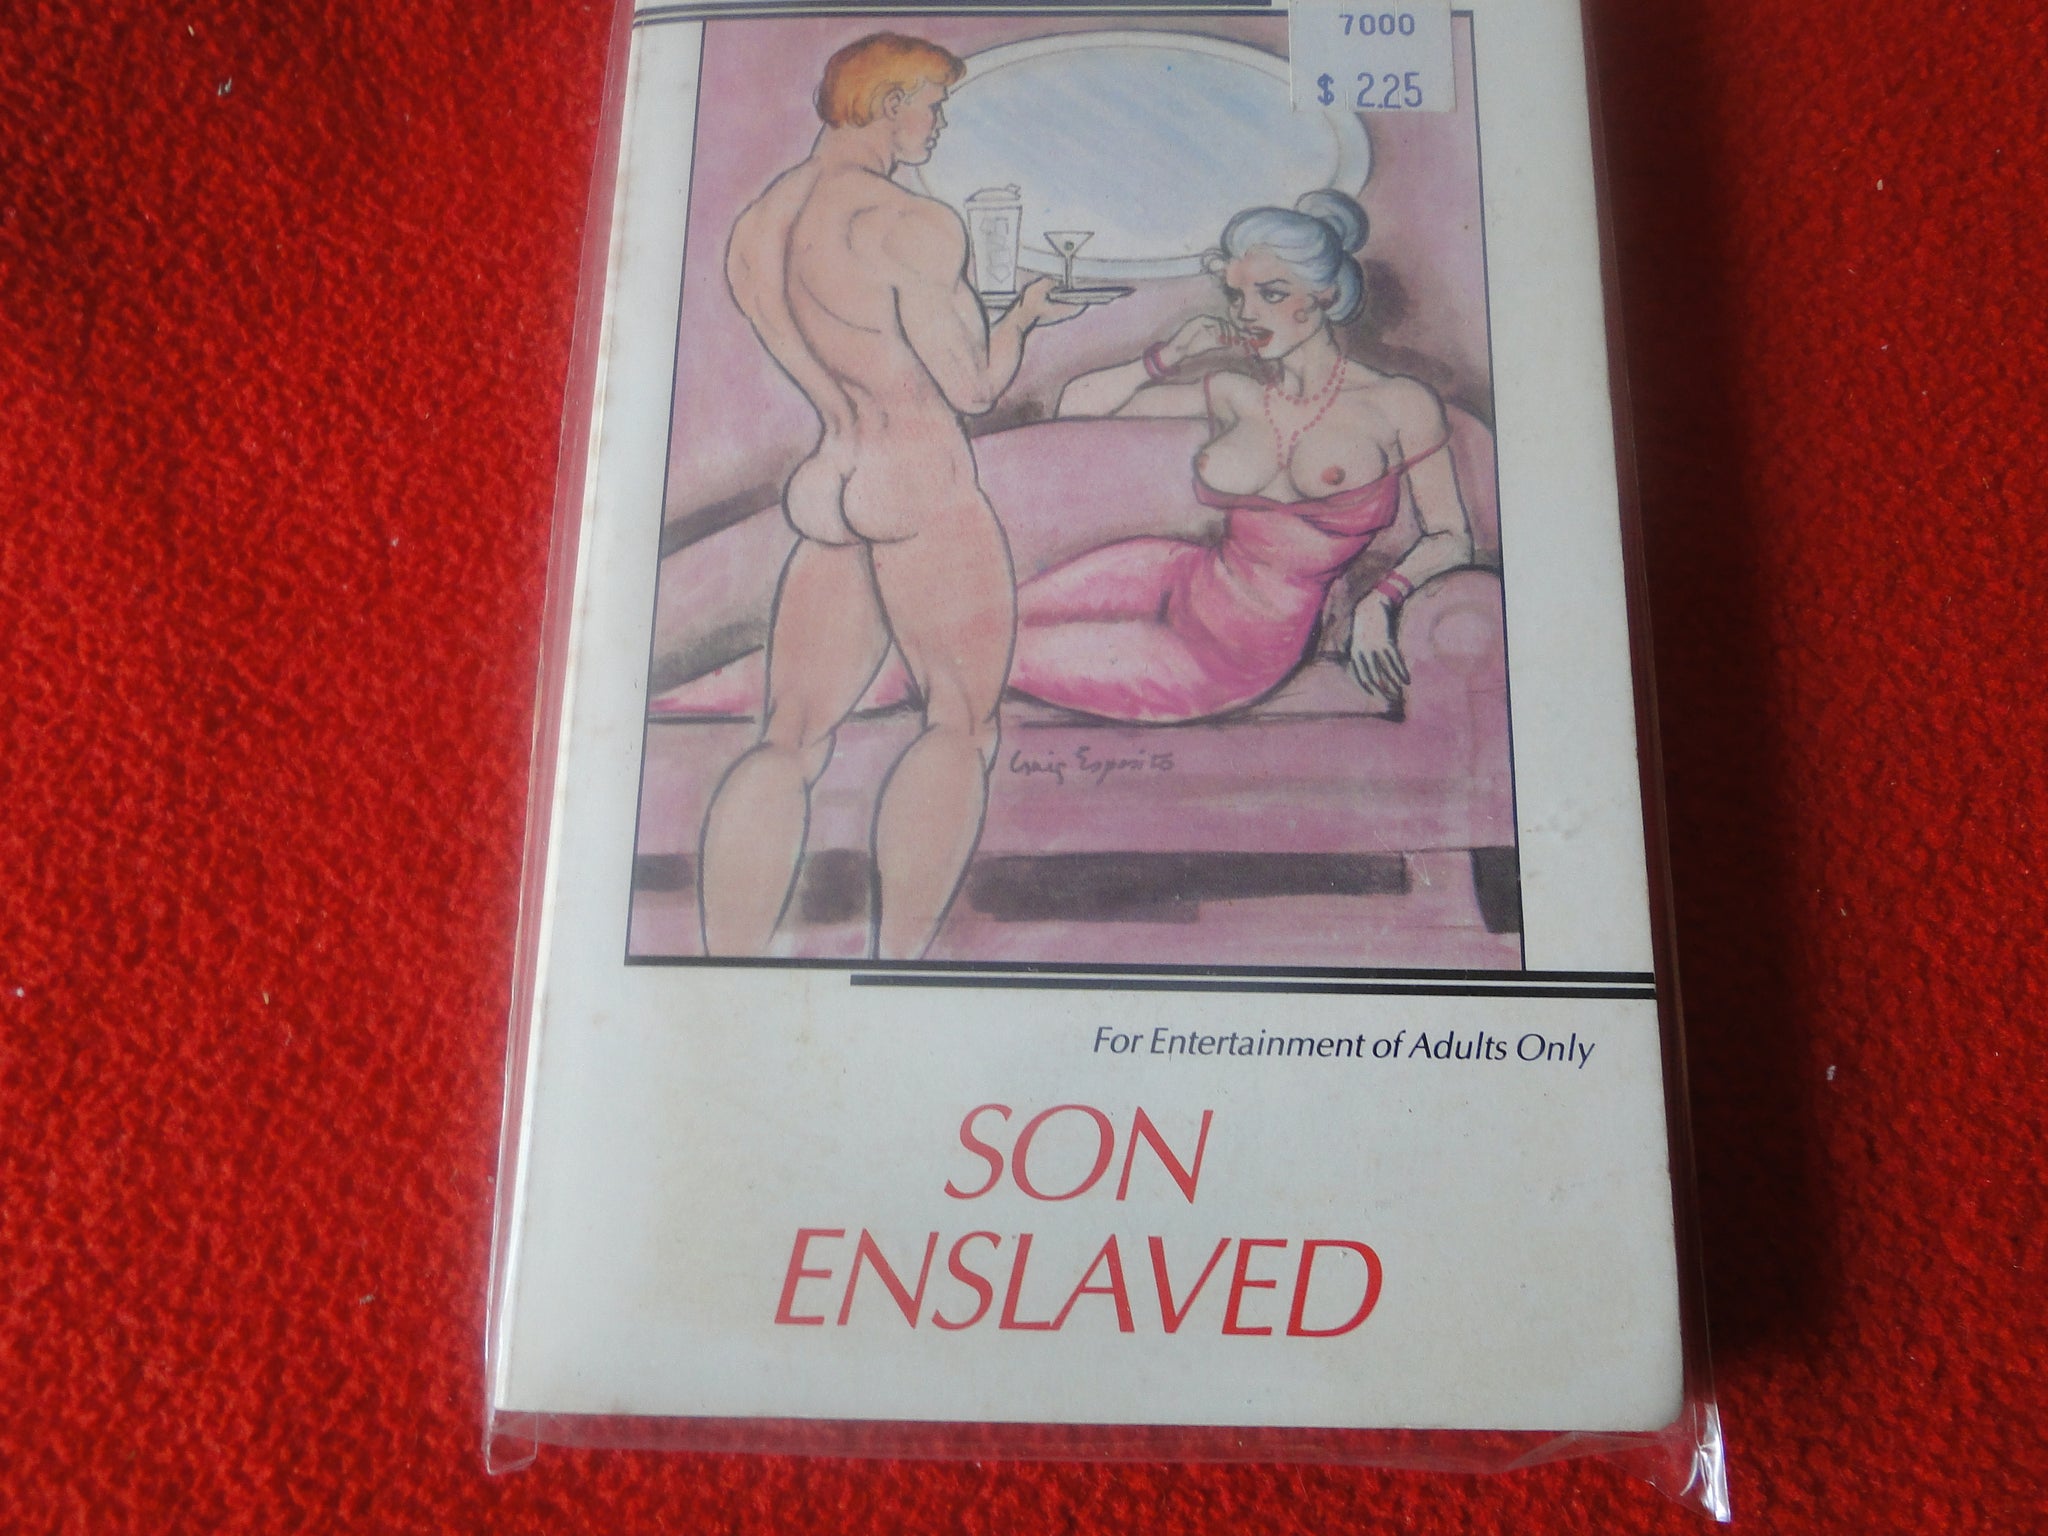 7000
$ 2.25
Craig Esposito
For Entertainment of Adults Only
SON
ENSLAVED